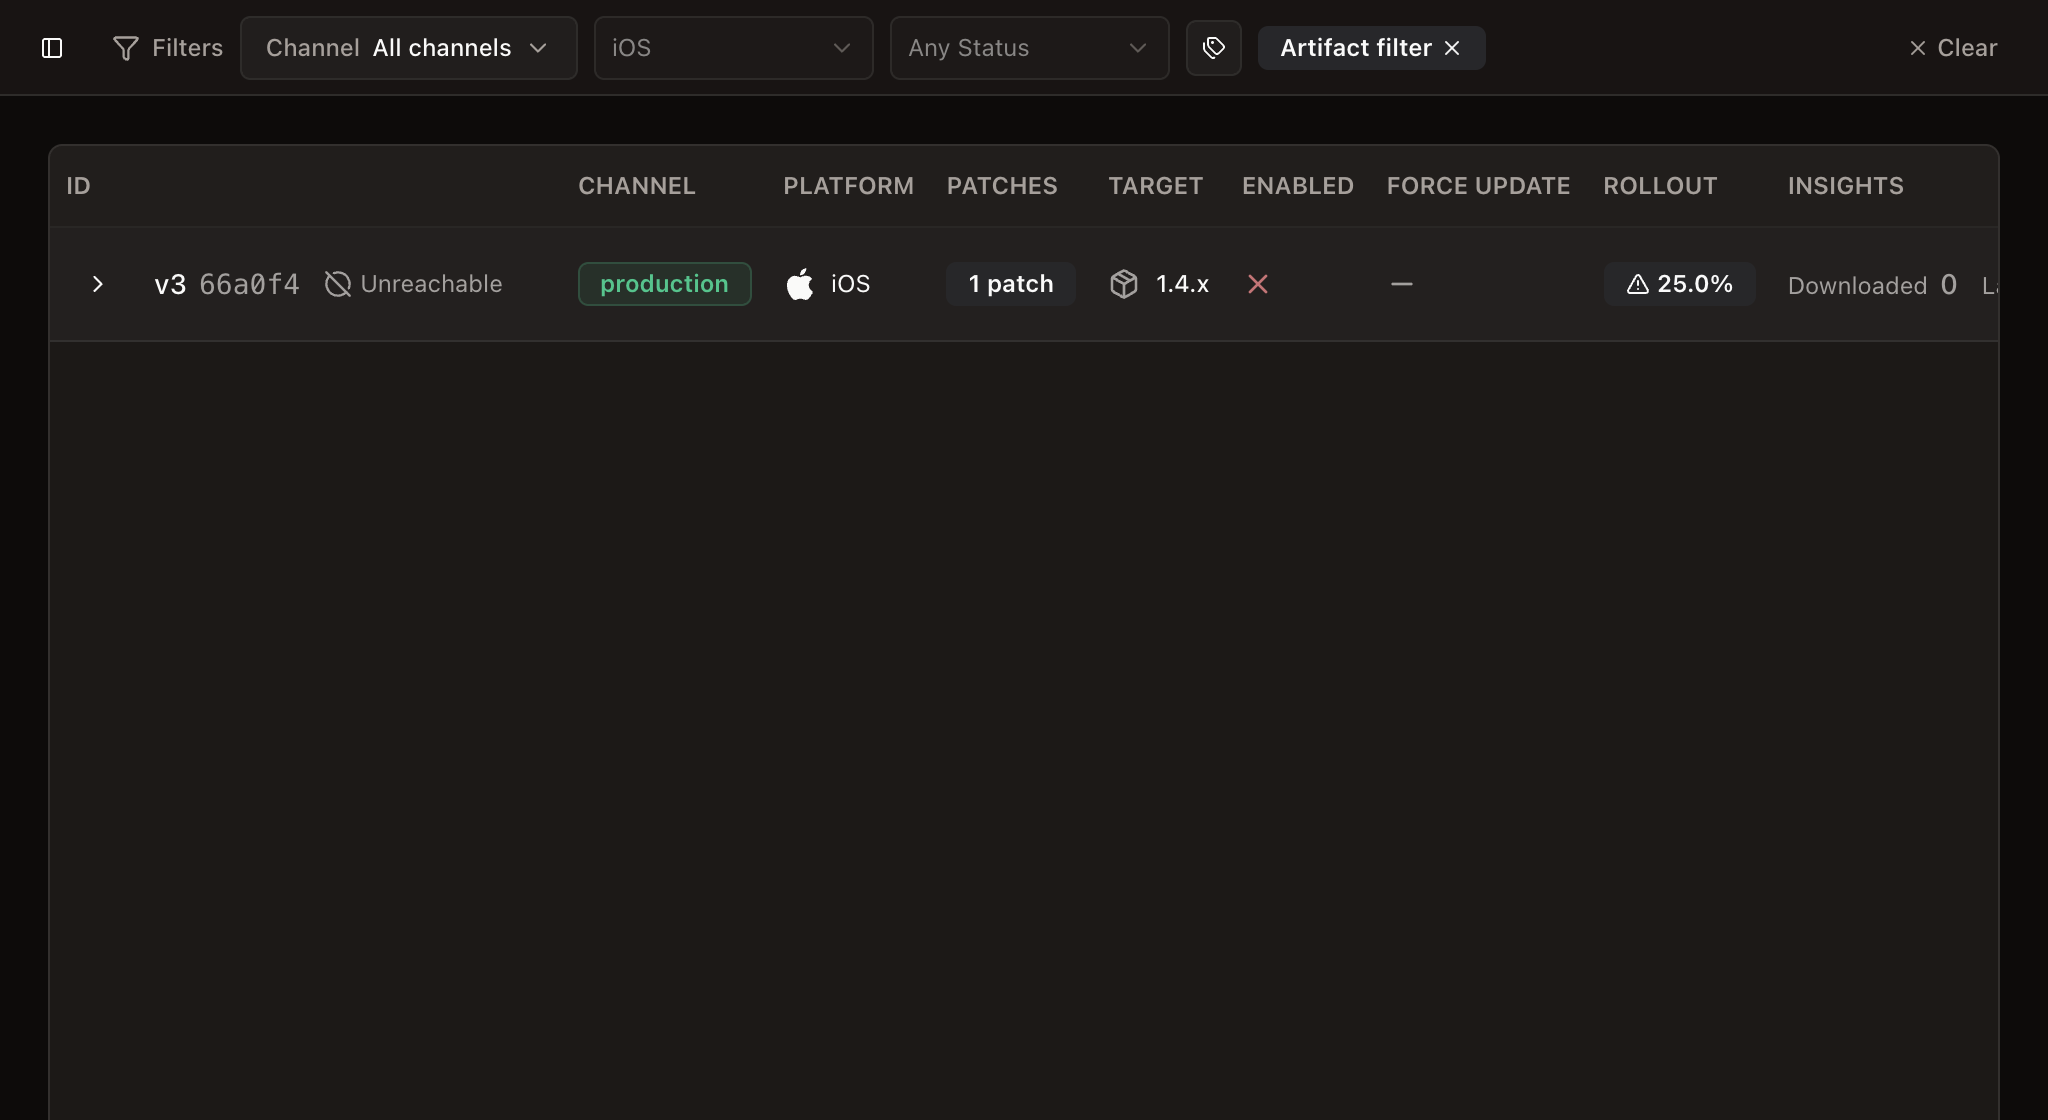 Filters Channel All channels iOS Any Status Artifact filter Clear
ID CHANNEL PLATFORM PATCHES TARGET ENABLED FORCE UPDATE ROLLOUT INSIGHTS
v3 66a0f4 Unreachable production iOS 1 patch 1.4.x — 25.0% Downloaded 0